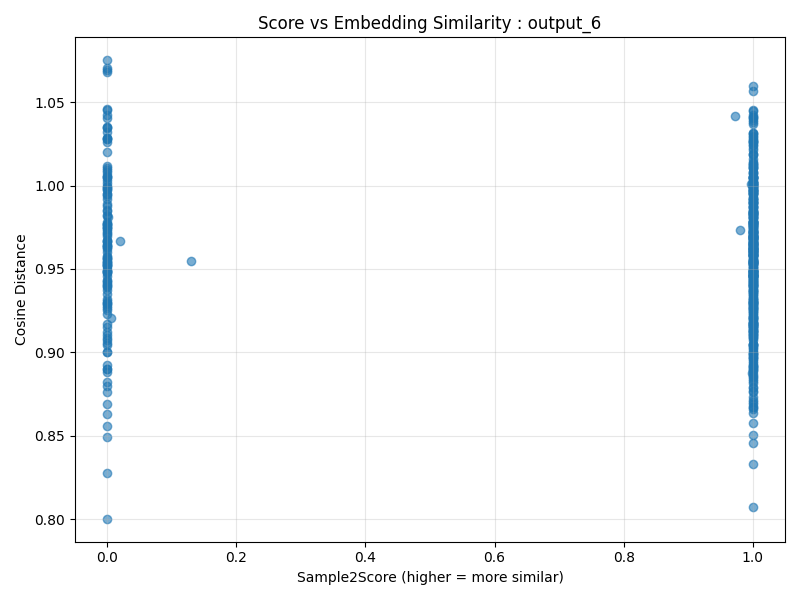 Score vs Embedding Similarity : output_6
Cosine Distance
1.05
1.00
0.95
0.90
0.85
0.80
0.0 0.2 0.4 0.6 0.8 1.0
Sample2Score (higher = more similar)